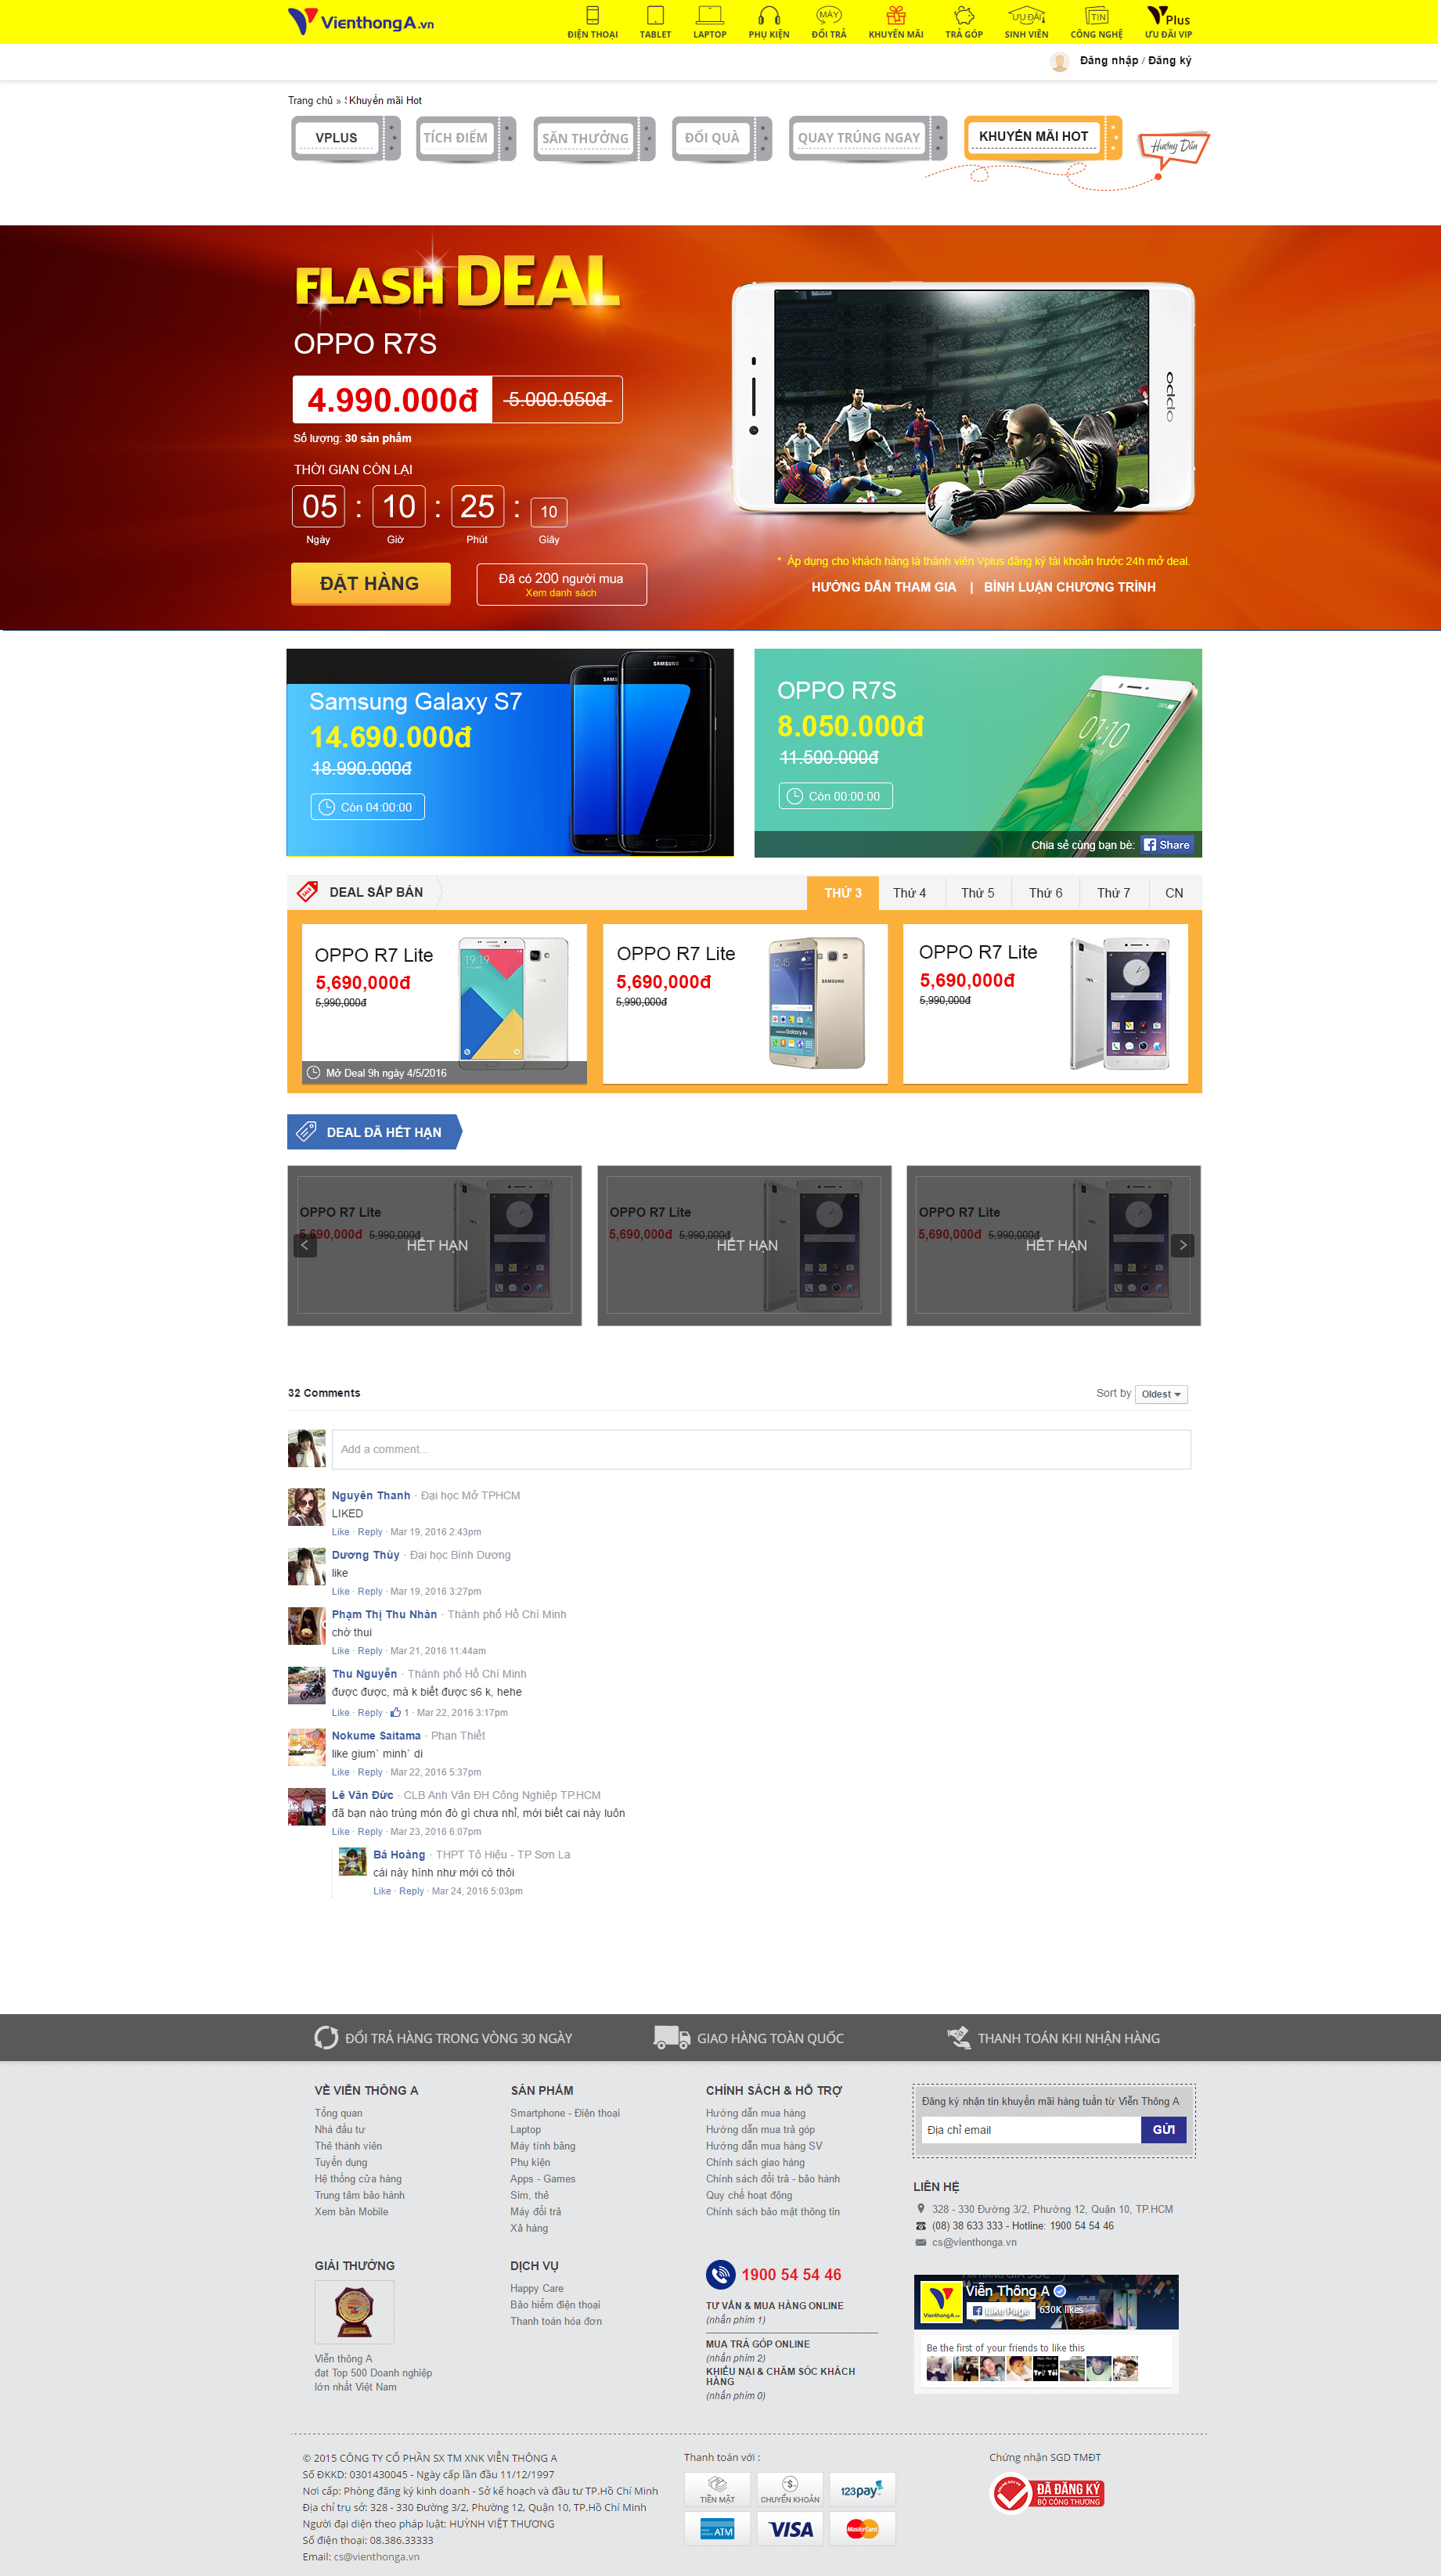 VienthongA.vn
ĐIỆN THOẠI TABLET LAPTOP PHỤ KIỆN MÁY ĐỔI TRẢ KHUYẾN MÃI TRẢ GÓP ƯU ĐÃI SINH VIÊN TIN CÔNG NGHỆ Plus ƯU ĐÃI VIP
Đăng nhập / Đăng ký
Trang chủ » Khuyến mãi Hot
VPLUS TÍCH ĐIỂM SĂN THƯỞNG ĐỔI QUÀ QUAY TRÚNG NGAY KHUYẾN MÃI HOT Hướng Dẫn
FLASH DEAL
OPPO R7S
4.990.000đ 5.000.050đ
Số lượng: 30 sản phẩm
THỜI GIAN CÒN LẠI
05 : 10 : 25 : 10
Ngày Giờ Phút Giây
ĐẶT HÀNG
Đã có 200 người mua
Xem danh sách
oppo
* Áp dụng cho khách hàng là thành viên Vplus đăng ký tài khoản trước 24h mở deal.
HƯỚNG DẪN THAM GIA | BÌNH LUẬN CHƯƠNG TRÌNH
Samsung Galaxy S7
14.690.000đ
18.990.000đ
Còn 04:00:00
SAMSUNG
SAMSUNG
OPPO R7S
8.050.000đ
11.500.000đ
Còn 00:00:00
01:10
Chia sẻ cùng bạn bè: Share
DEAL SẮP BÁN
THỨ 3 Thứ 4 Thứ 5 Thứ 6 Thứ 7 CN
OPPO R7 Lite
5,690,000đ
5,990,000đ
19:19
Mở Deal 9h ngày 4/5/2016
OPPO R7 Lite
5,690,000đ
5,990,000đ
12:45
SAMSUNG
Galaxy A8
OPPO R7 Lite
5,690,000đ
5,990,000đ
DEAL ĐÃ HẾT HẠN
OPPO R7 Lite
5,690,000đ 5,990,000đ
HẾT HẠN
OPPO R7 Lite
5,690,000đ 5,990,000đ
HẾT HẠN
OPPO R7 Lite
5,690,000đ 5,990,000đ
HẾT HẠN
32 Comments
Sort by Oldest
Add a comment...
Nguyên Thanh · Đại học Mở TPHCM
LIKED
Like · Reply · Mar 19, 2016 2:43pm
Dương Thùy · Đại học Bình Dương
like
Like · Reply · Mar 19, 2016 3:27pm
Phạm Thị Thu Nhàn · Thành phố Hồ Chí Minh
chờ thui
Like · Reply · Mar 21, 2016 11:44am
Thu Nguyễn · Thành phố Hồ Chí Minh
được được, mà k biết được s6 k, hehe
Like · Reply · 1 · Mar 22, 2016 3:17pm
Nokume Saitama · Phan Thiết
like gium` minh` di
Like · Reply · Mar 22, 2016 5:37pm
Lê Văn Đức · CLB Anh Văn ĐH Công Nghiệp TP.HCM
đã bạn nào trúng món đò gì chưa nhỉ, mới biết cai này luôn
Like · Reply · Mar 23, 2016 6:07pm
Bá Hoàng · THPT Tô Hiệu - TP Sơn La
cái này hình như mới có thôi
Like · Reply · Mar 24, 2016 5:03pm
ĐỔI TRẢ HÀNG TRONG VÒNG 30 NGÀY
GIAO HÀNG TOÀN QUỐC
THANH TOÁN KHI NHẬN HÀNG
VỀ VIỄN THÔNG A
Tổng quan
Nhà đầu tư
Thẻ thành viên
Tuyển dụng
Hệ thống cửa hàng
Trung tâm bảo hành
Xem bản Mobile
SẢN PHẨM
Smartphone - Điện thoại
Laptop
Máy tính bảng
Phụ kiện
Apps - Games
Sim, thẻ
Máy đổi trả
Xả hàng
CHÍNH SÁCH & HỖ TRỢ
Hướng dẫn mua hàng
Hướng dẫn mua trả góp
Hướng dẫn mua hàng SV
Chính sách giao hàng
Chính sách đổi trả - bảo hành
Quy chế hoạt động
Chính sách bảo mật thông tin
Đăng ký nhận tin khuyến mãi hàng tuần từ Viễn Thông A
Địa chỉ email GỬI
LIÊN HỆ
328 - 330 Đường 3/2, Phường 12, Quận 10, TP.HCM
(08) 38 633 333 - Hotline: 1900 54 54 46
cs@vienthonga.vn
GIẢI THƯỞNG
Viễn thông A
đạt Top 500 Doanh nghiệp
lớn nhất Việt Nam
DỊCH VỤ
Happy Care
Bảo hiểm điện thoại
Thanh toán hóa đơn
1900 54 54 46
TƯ VẤN & MUA HÀNG ONLINE
(nhấn phím 1)
MUA TRẢ GÓP ONLINE
(nhấn phím 2)
KHIẾU NẠI & CHĂM SÓC KHÁCH
HÀNG
(nhấn phím 0)
Viễn Thông A
VienthongA.vn
Like Page 630K likes
Be the first of your friends to like this
© 2015 CÔNG TY CỔ PHẦN SX TM XNK VIỄN THÔNG A
Số ĐKKD: 0301430045 - Ngày cấp lần đầu 11/12/1997
Nơi cấp: Phòng đăng ký kinh doanh - Sở kế hoạch và đầu tư TP.Hồ Chí Minh
Địa chỉ trụ sở: 328 - 330 Đường 3/2, Phường 12, Quận 10, TP.Hồ Chí Minh
Người đại diện theo pháp luật: HUỲNH VIỆT THƯƠNG
Số điện thoại: 08.386.33333
Email: cs@vienthonga.vn
Thanh toán với :
TIỀN MẶT CHUYỂN KHOẢN 123pay
ATM VISA MasterCard
Chứng nhận SGD TMĐT
ĐÃ ĐĂNG KÝ
BỘ CÔNG THƯƠNG